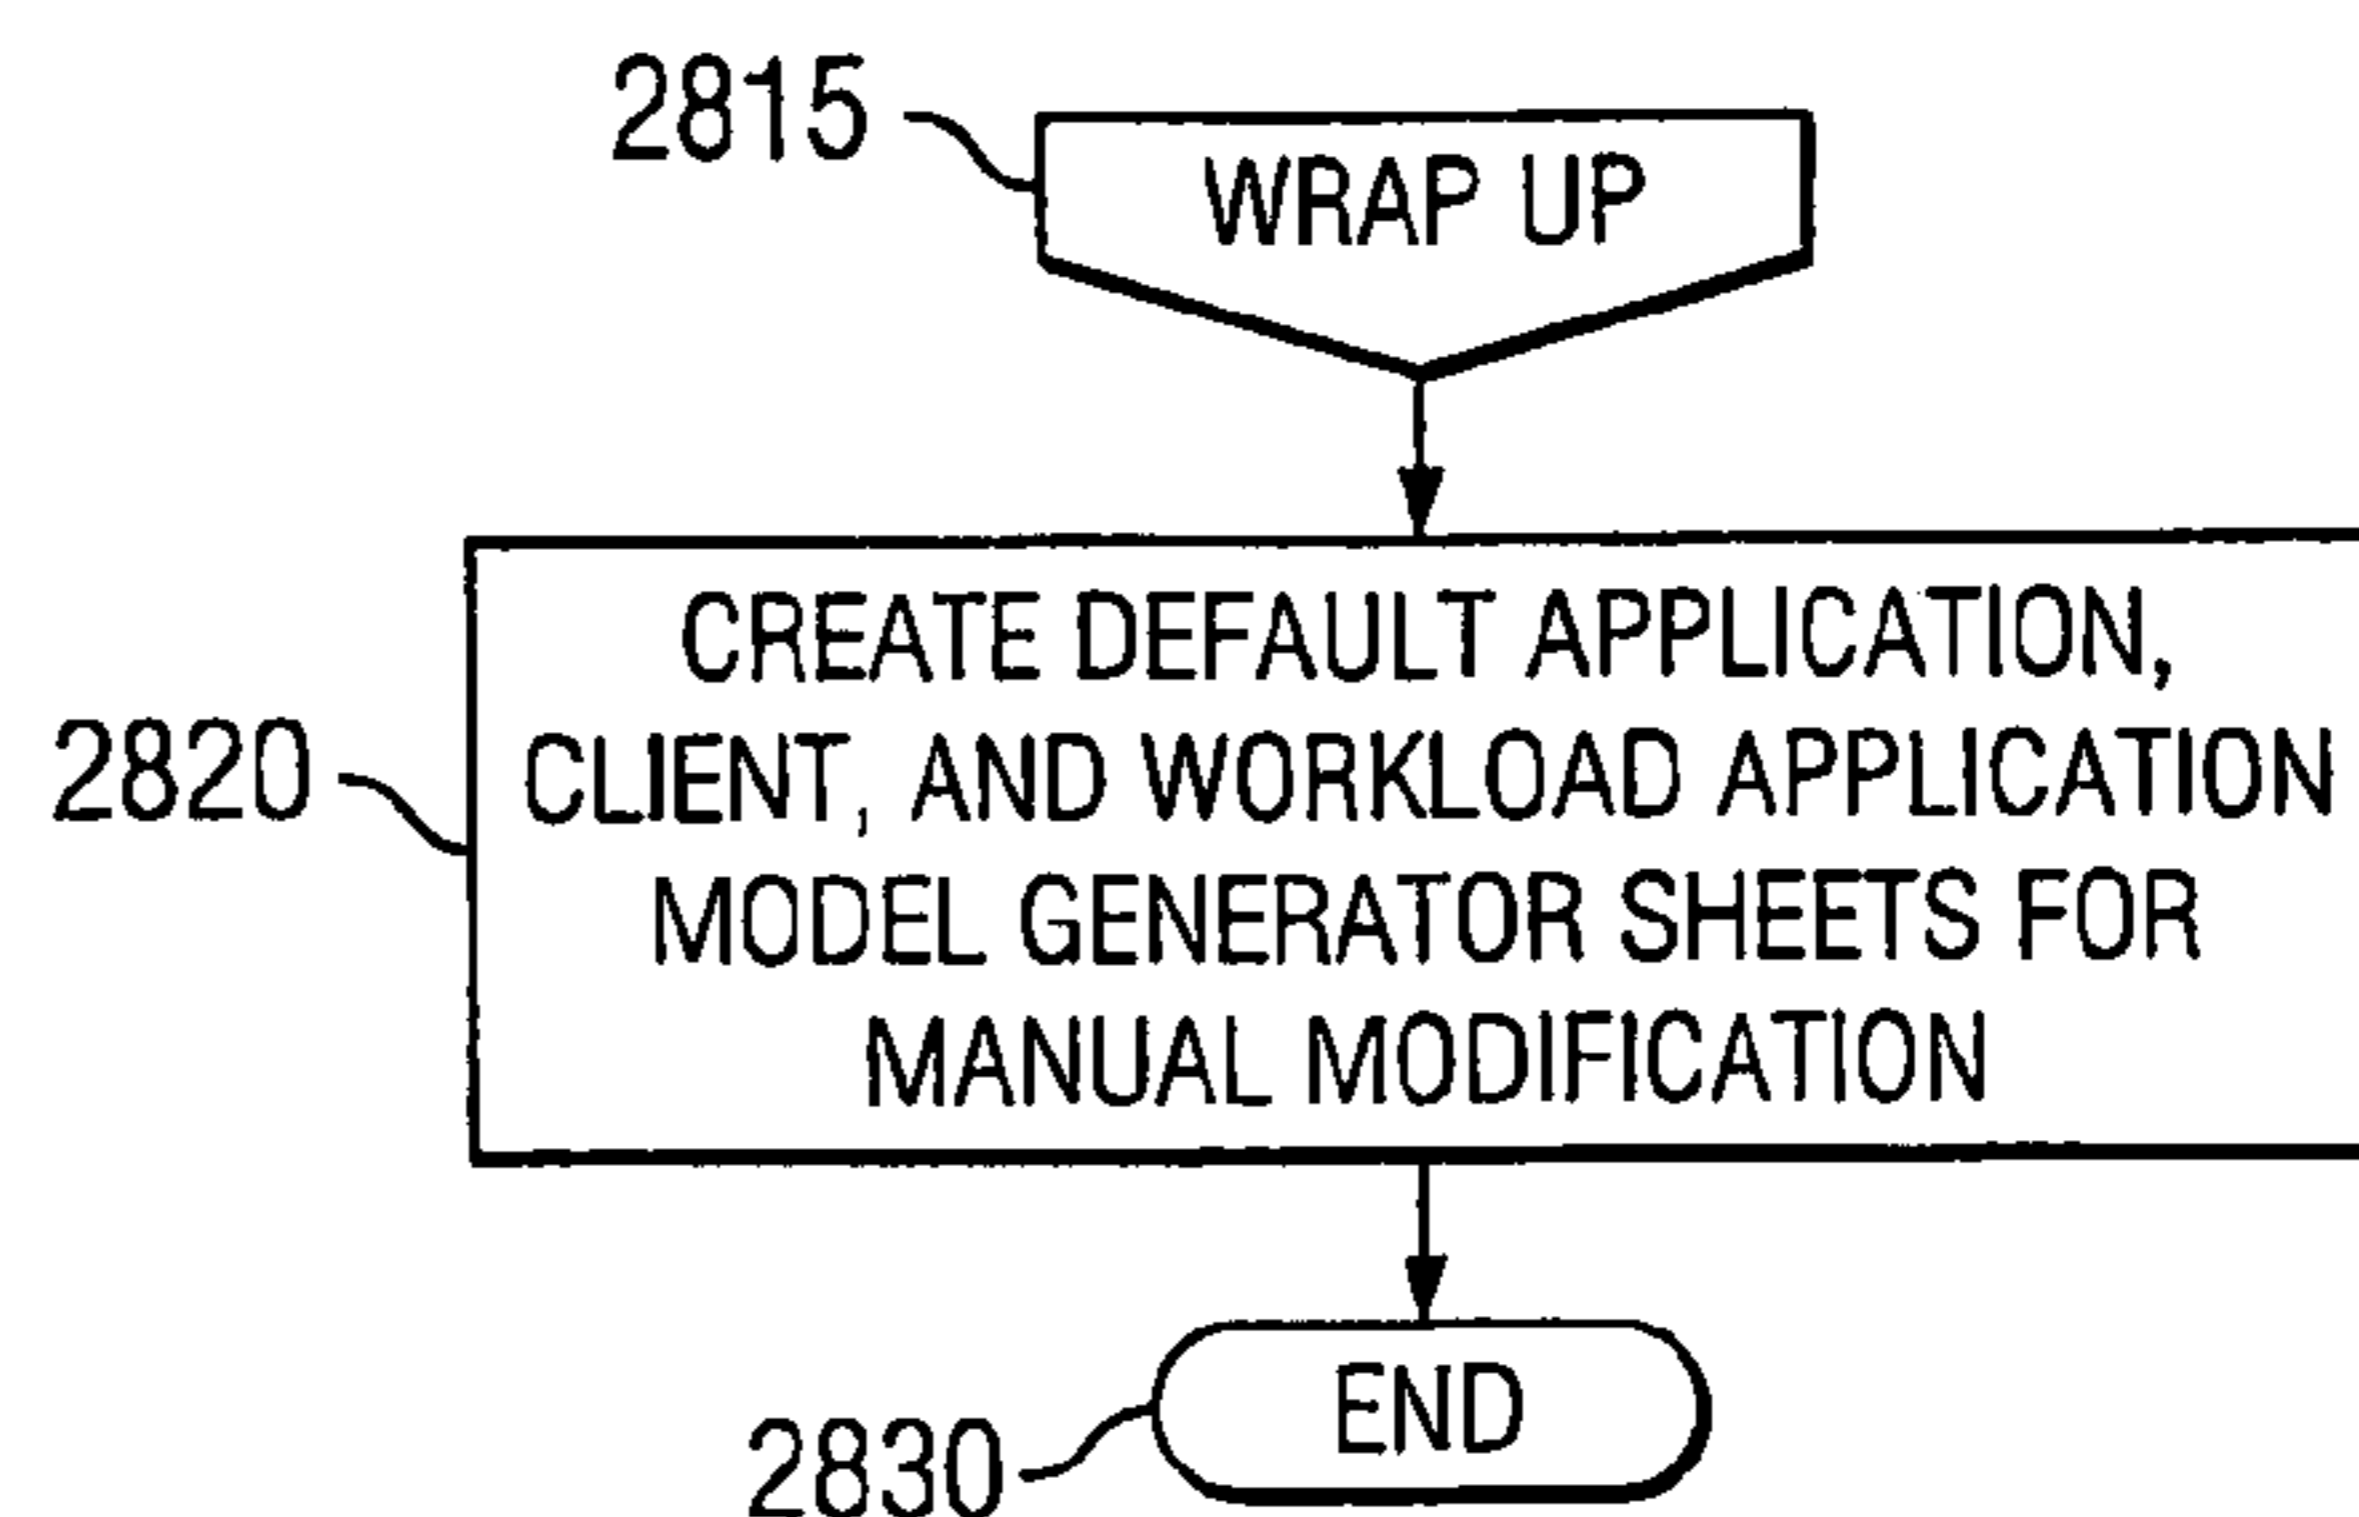 2815
WRAP UP
CREATE DEFAULT APPLICATION,
2820
CLIENT, AND WORKLOAD APPLICATION
MODEL GENERATOR SHEETS FOR
MANUAL MODIFICATION
END
2830